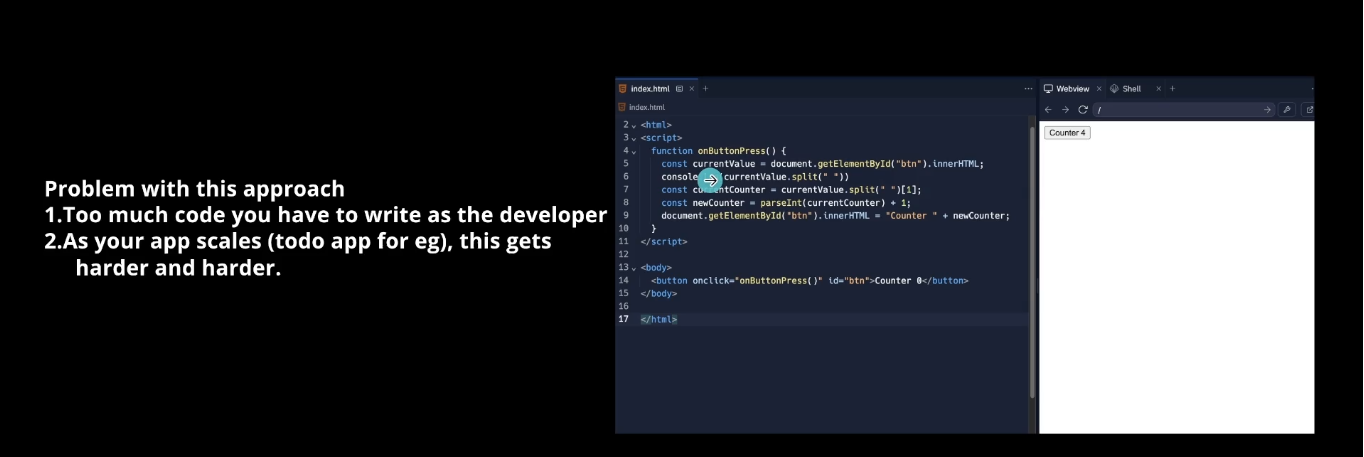 Problem with this approach
1.Too much code you have to write as the developer
2.As your app scales (todo app for eg), this gets
harder and harder.
index.html
index.html
2 <html>
3 <script>
4 function onButtonPress() {
5 const currentValue = document.getElementById("btn").innerHTML;
6 console (currentValue.split(" "))
7 const currentCounter = currentValue.split(" ")[1];
8 const newCounter = parseInt(currentCounter) + 1;
9 document.getElementById("btn").innerHTML = "Counter " + newCounter;
10 }
11 </script>
12
13 <body>
14 <button onclick="onButtonPress()" id="btn">Counter 0</button>
15 </body>
16
17 </html>
Webview Shell
/
Counter 4